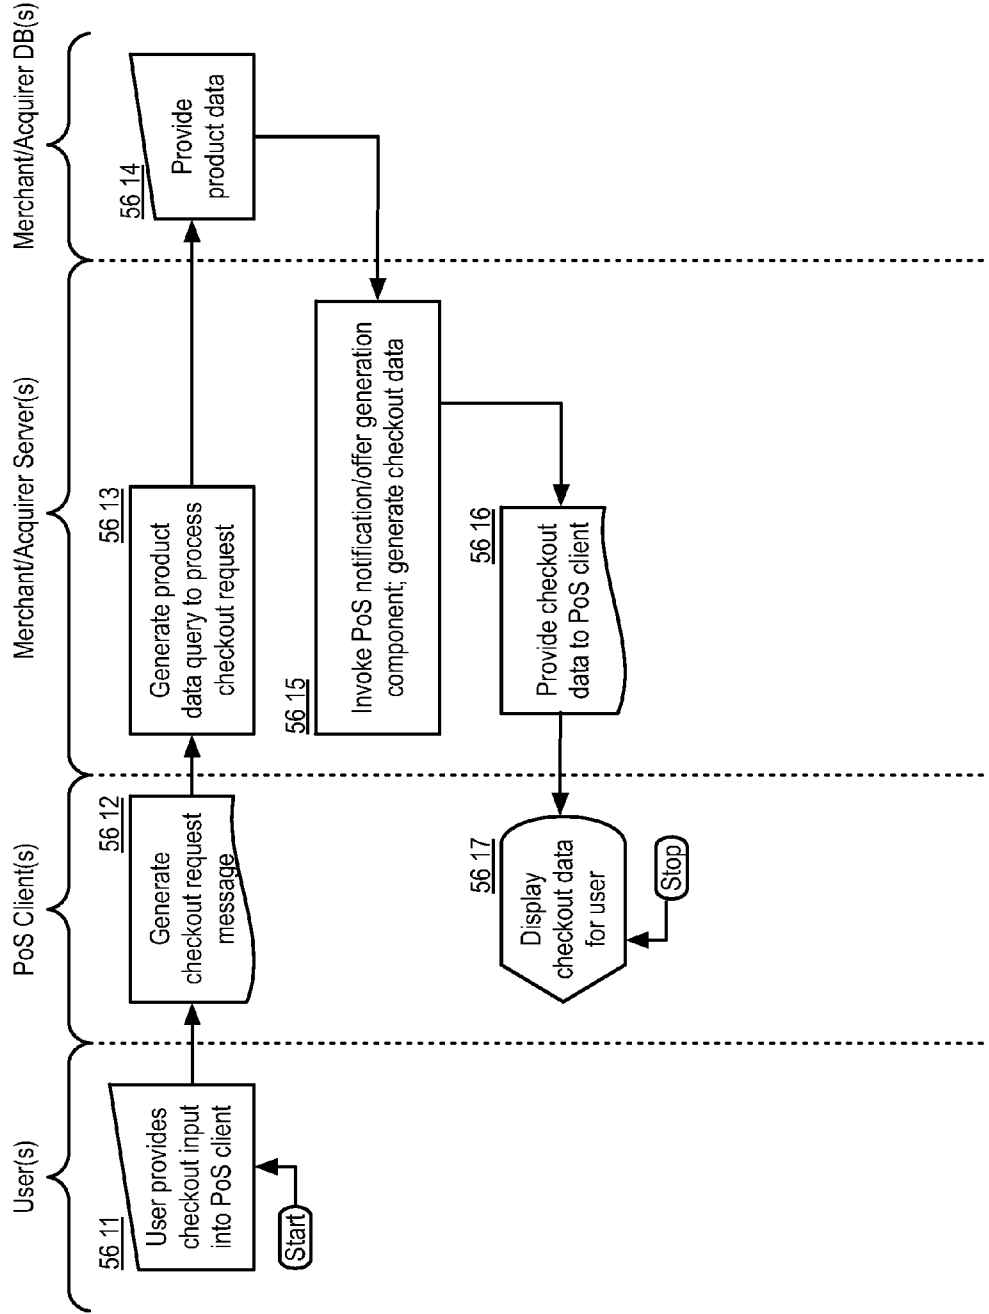 User(s)
PoS Client(s)
Merchant/Acquirer Server(s)
Merchant/Acquirer DB(s)
56 11
User provides
checkout input
into PoS client
Start
56 12
Generate
checkout request
message
56 13
Generate product
data query to process
checkout request
56 14
Provide
product data
56 15
Invoke PoS notification/offer generation
component; generate checkout data
56 16
Provide checkout
data to PoS client
56 17
Display
checkout data
for user
Stop